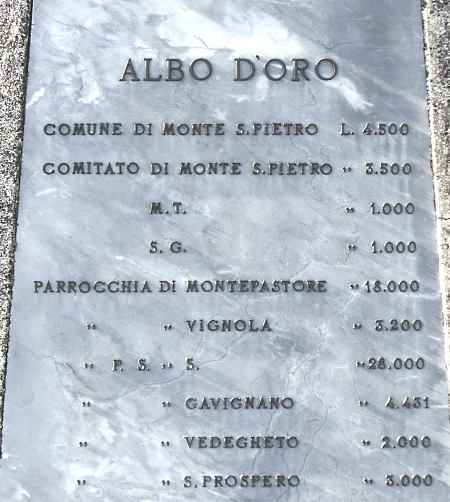 ALBO D'ORO
COMUNE DI MONTE S.PIETRO L. 4.500
COMITATO DI MONTE S.PIETRO " 3.500
M.T. " 1.000
S. G. " 1.000
PARROCCHIA DI MONTEPASTORE " 18.000
" " VIGNOLA " 3.200
" P. S. " S. " 28.000
" " GAVIGNANO " 4.431
" " VEDEGHETO " 2.000
" " S.PROSPERO " 3.000